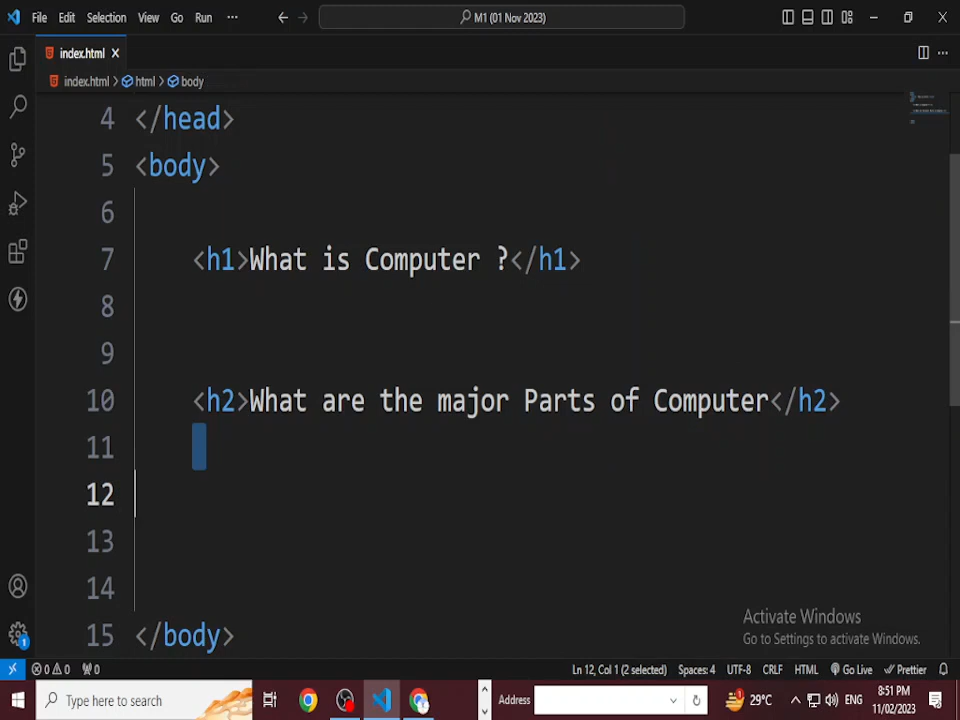 File Edit Selection View Go Run ··· M1 (01 Nov 2023)
index.html
index.html > html > body
4 </head>
5 <body>
6
7 <h1>What is Computer ?</h1>
8
9
10 <h2>What are the major Parts of Computer</h2>
11
12
13
14
15 </body>
Activate Windows
Go to Settings to activate Windows.
0 0 0 Ln 12, Col 1 (2 selected) Spaces: 4 UTF-8 CRLF HTML Go Live Prettier
1
Type here to search Address 1 29°C ENG 8:51 PM
11/02/2023